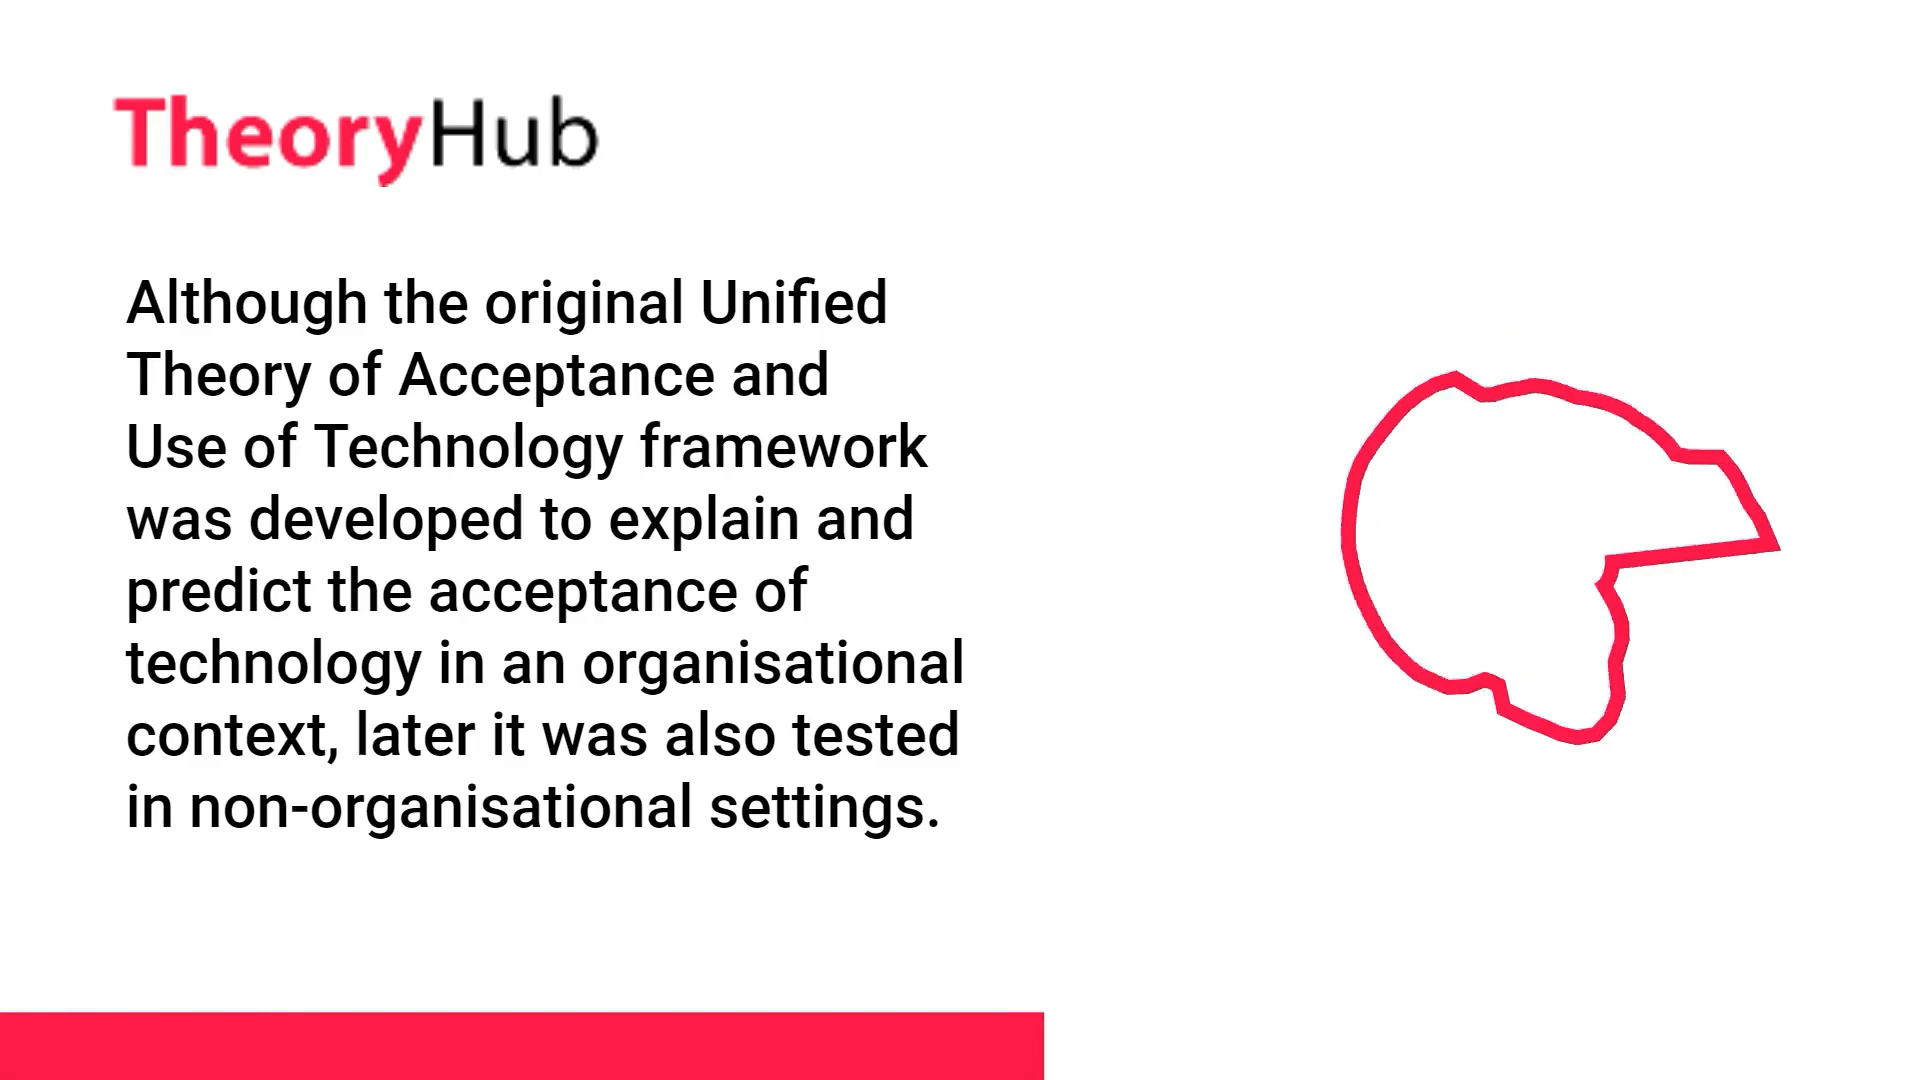 TheoryHub
Although the original Unified
Theory of Acceptance and
Use of Technology framework
was developed to explain and
predict the acceptance of
technology in an organisational
context, later it was also tested
in non-organisational settings.